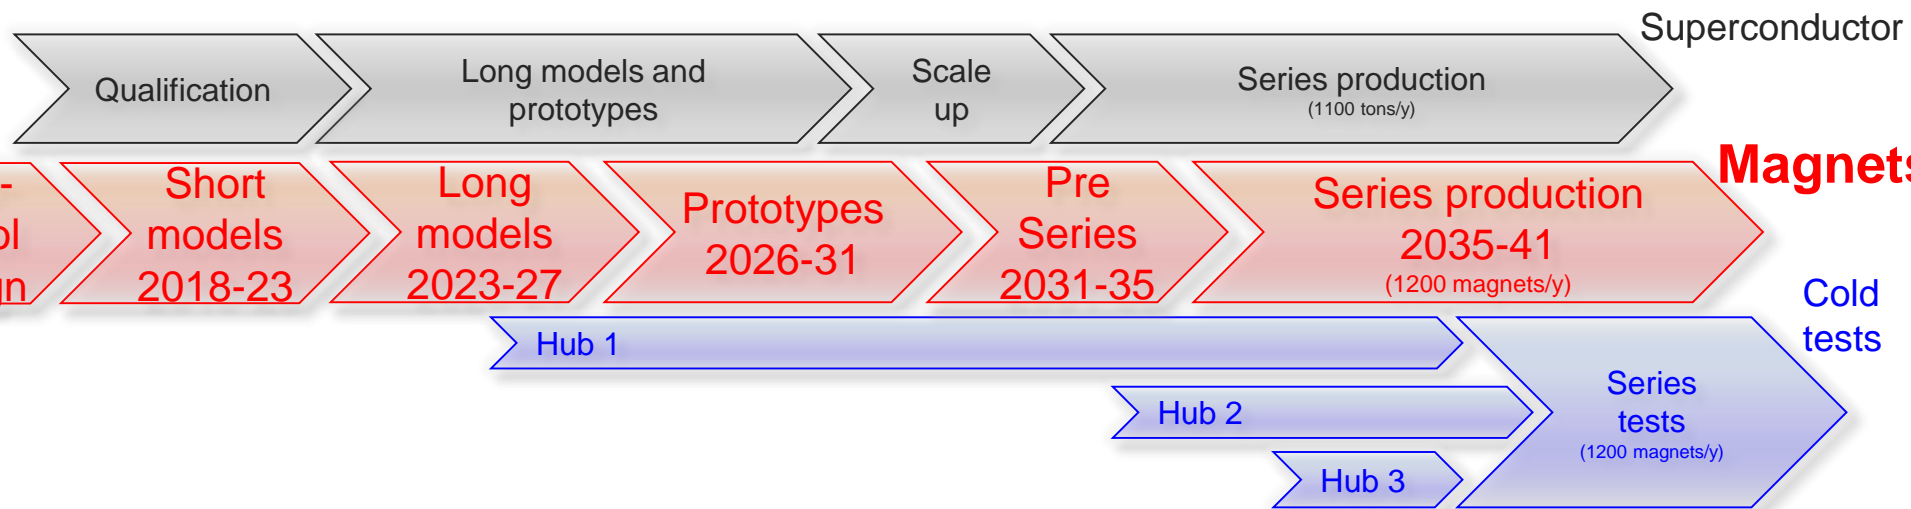 Superconductor
Qualification
Long models and
prototypes
Scale
up
Series production
(1100 tons/y)
Magnets
Short
models
2018-23
Long
models
2023-27
Prototypes
2026-31
Pre
Series
2031-35
Series production
2035-41
(1200 magnets/y)
Cold
tests
Hub 1
Hub 2
Hub 3
Series
tests
(1200 magnets/y)